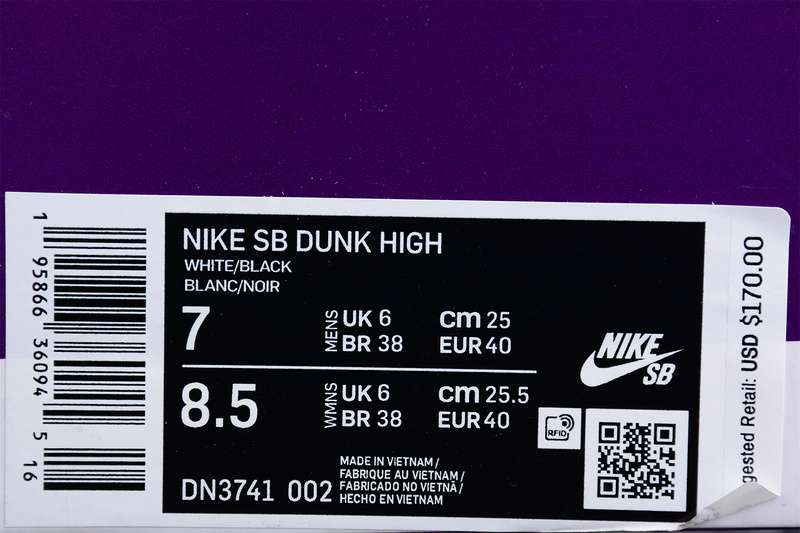 NIKE SB DUNK HIGH
WHITE/BLACK
BLANC/NOIR
7
MENS
UK 6
BR 38
cm 25
EUR 40
8.5
WMNS
UK 6
BR 38
cm 25.5
EUR 40
DN3741 002
MADE IN VIETNAM /
FABRIQUE AU VIETNAM /
FABRICADO NO VIETNÃ /
HECHO EN VIETNAM
NIKE
SB
RFID
1 95866 36094 5 16
gested Retail: USD $170.00